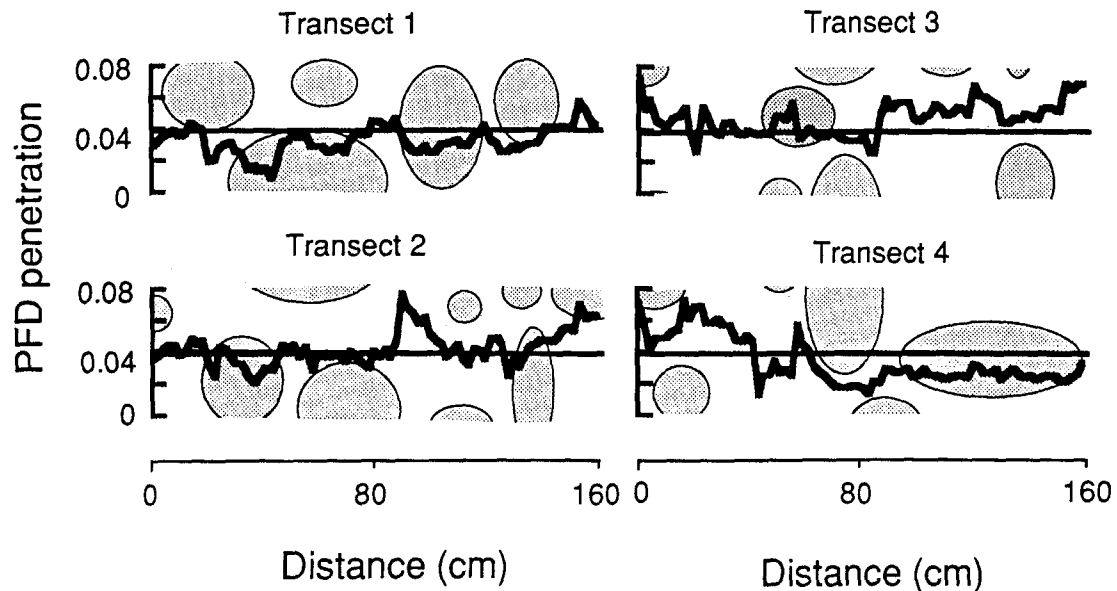 Transect 1
Transect 3
0.08
0.04
0
Transect 2
Transect 4
0.08
0.04
0
PFD penetration
0 80 160 0 80 160
Distance (cm)
Distance (cm)